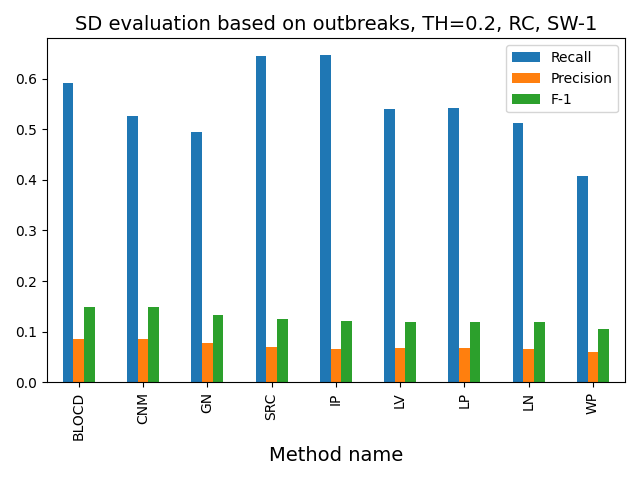 SD evaluation based on outbreaks, TH=0.2, RC, SW-1
Recall
Precision
F-1
0.6
0.5
0.4
0.3
0.2
0.1
0.0
BLOCD
CNM
GN
SRC
IP
LV
LP
LN
WP
Method name